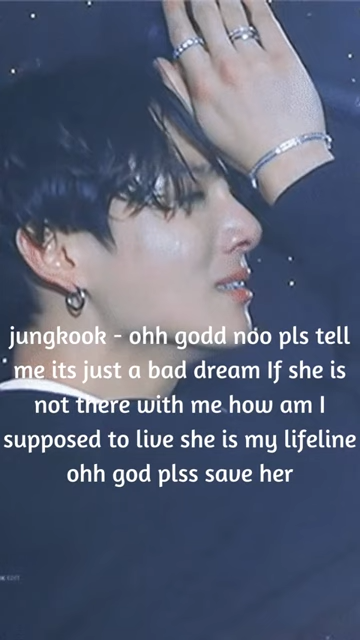 jungkook - ohh godd noo pls tell
me its just a bad dream If she is
not there with me how am I
supposed to live she is my lifeline
ohh god plss save her